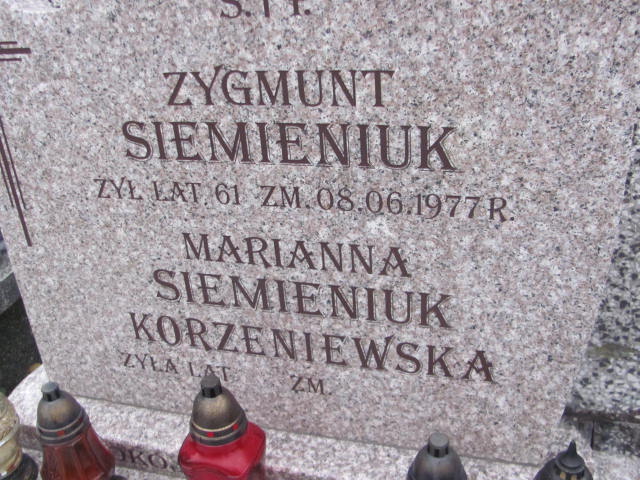 Ś.†P.
ZYGMUNT
SIEMIENIUK
ŻYŁ LAT 61 ZM. 08.06.1977 R.
MARIANNA
SIEMIENIUK
KORZENIEWSKA
ŻYŁA LAT ZM.